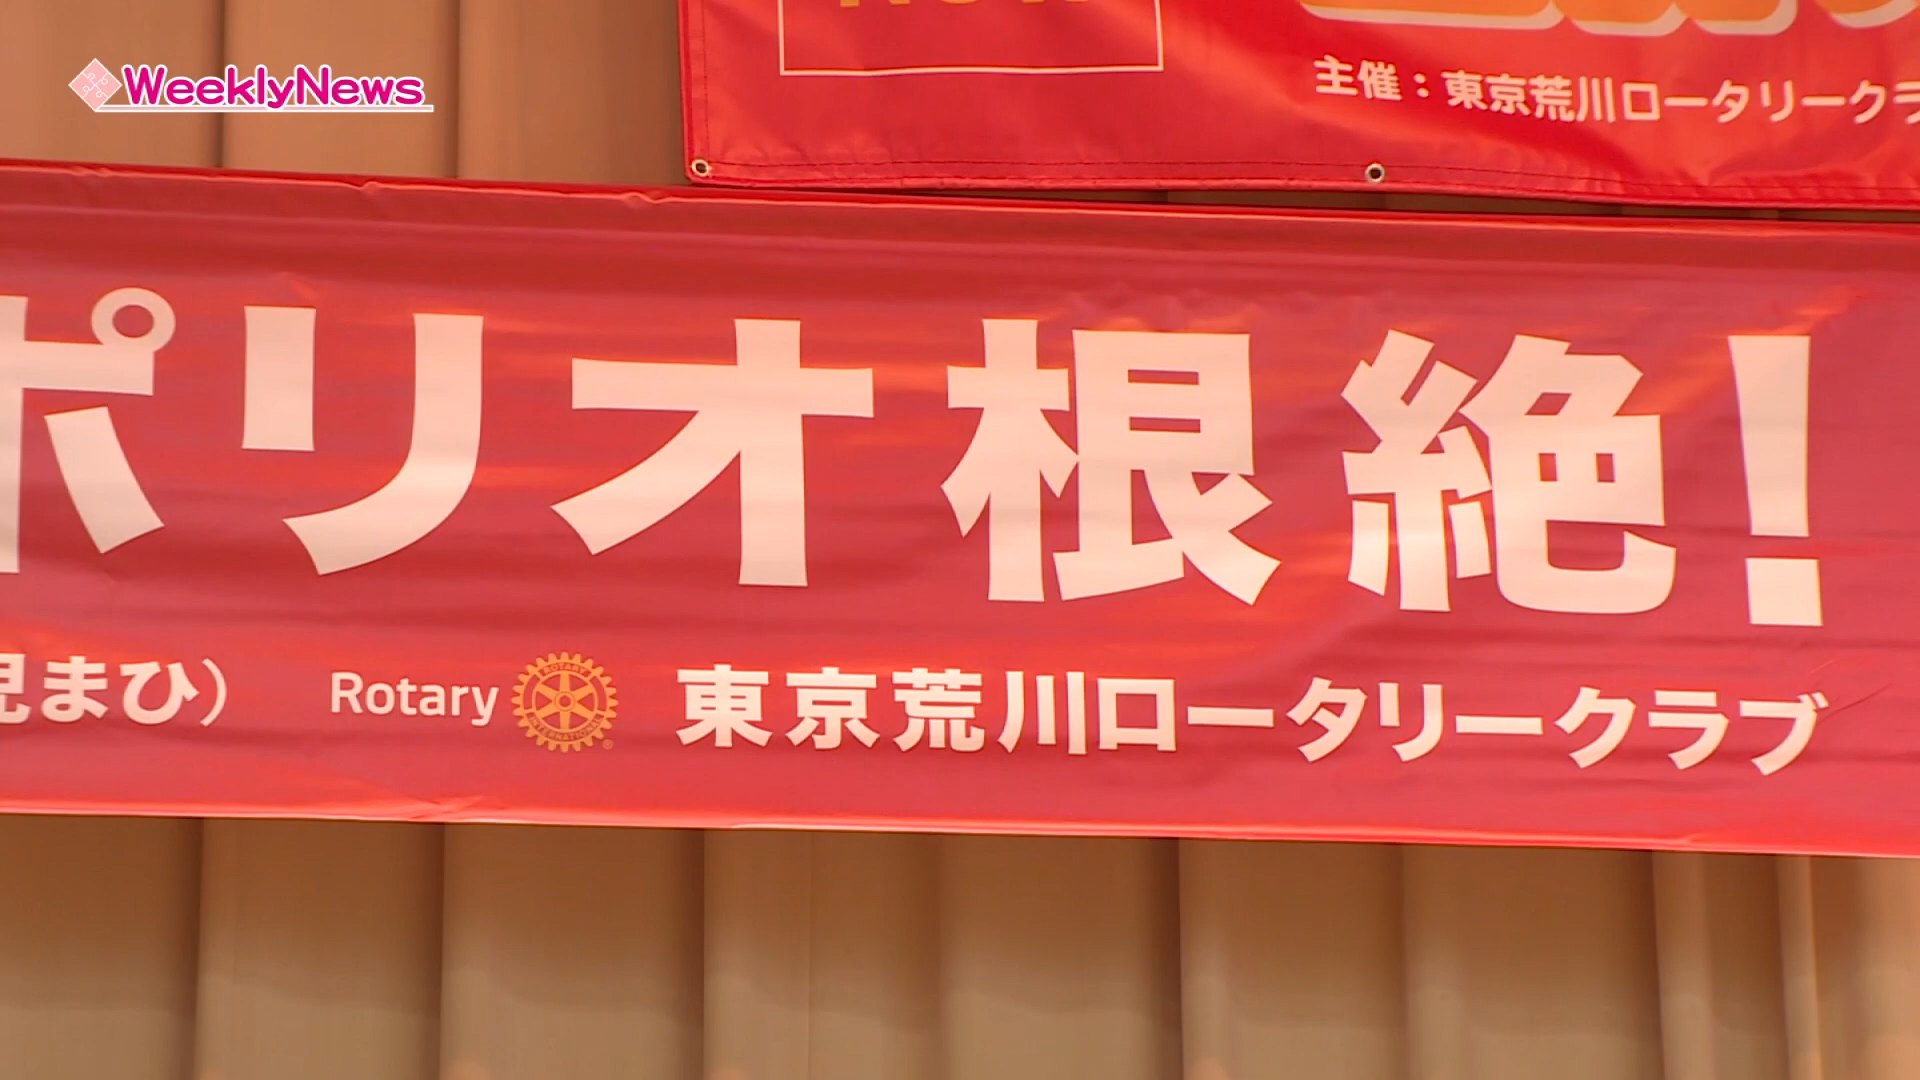 WeeklyNews
主催：東京荒川ロータリークラ
ポリオ根絶!
児まひ）
Rotary 東京荒川ロータリークラブ